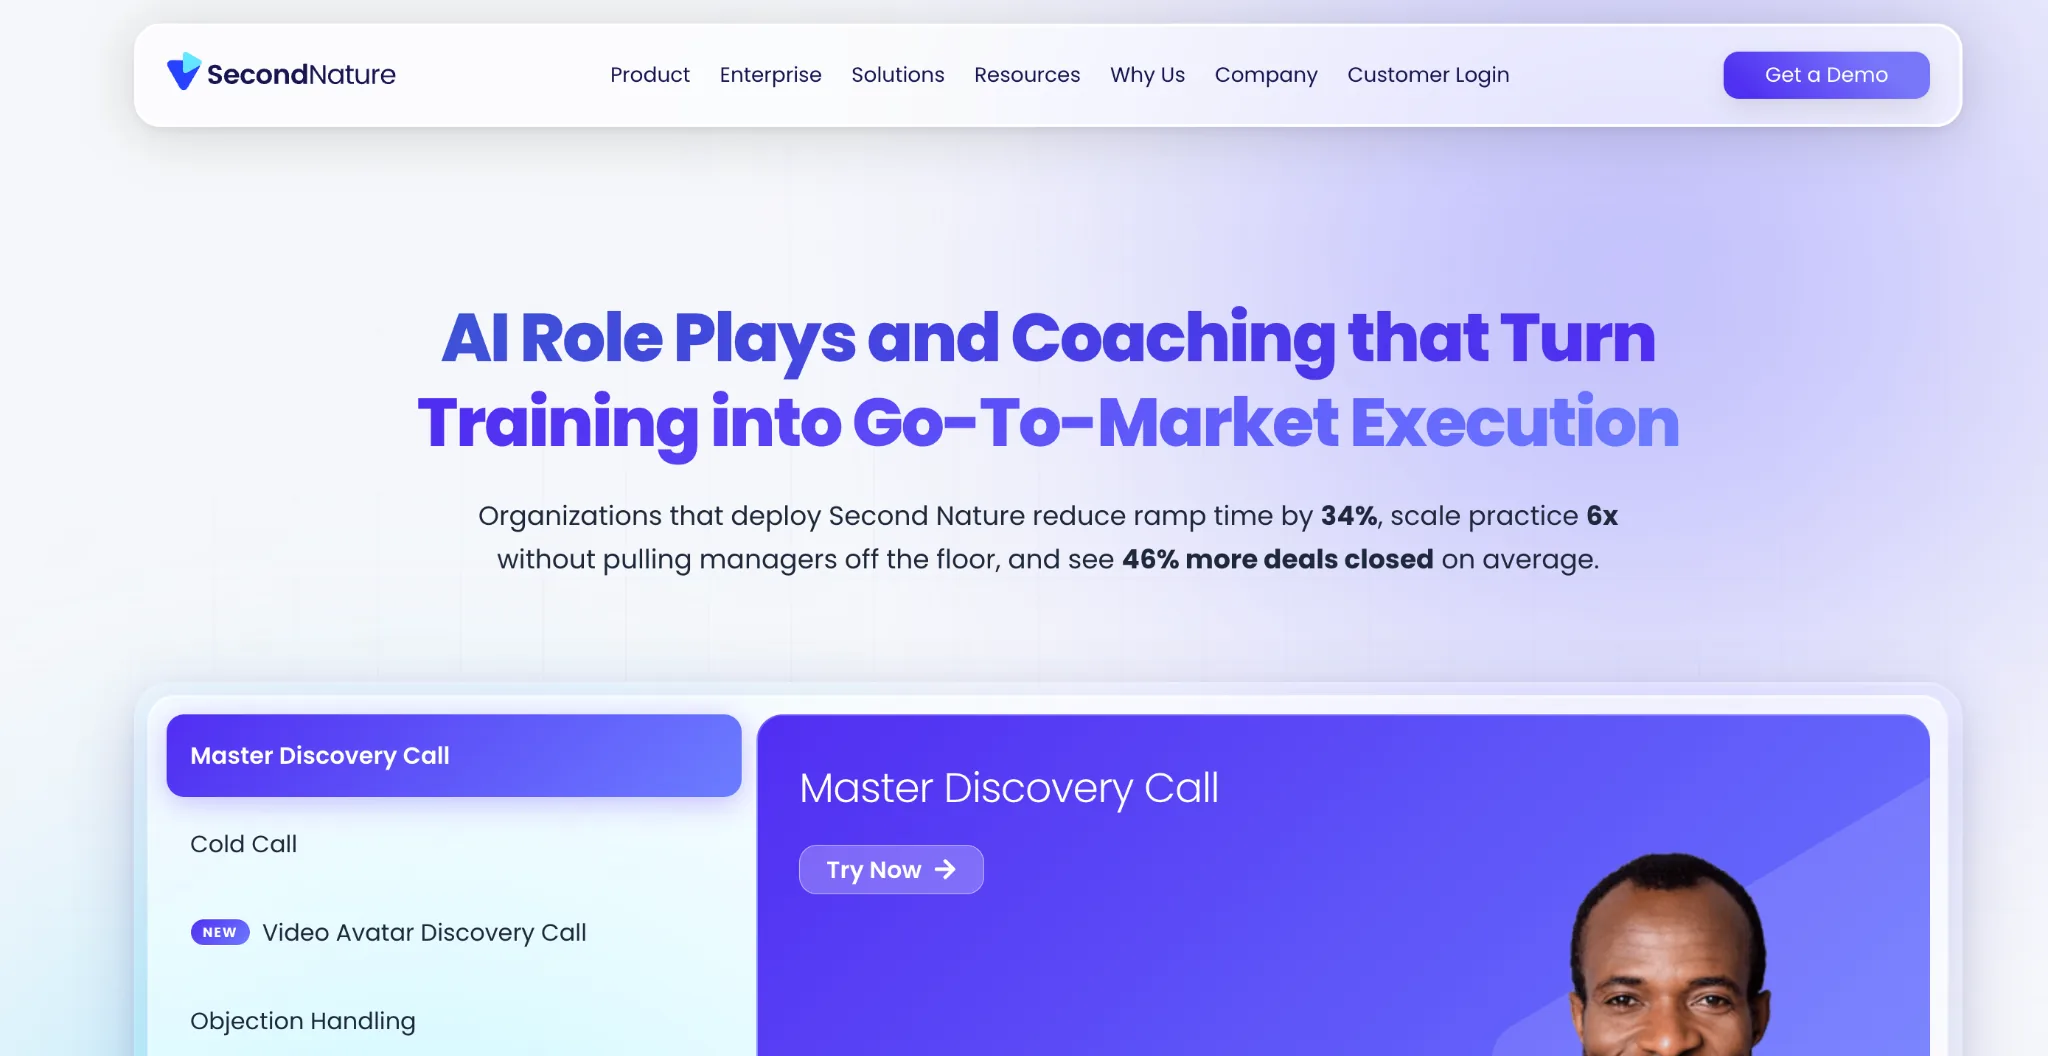 SecondNature
Product
Enterprise
Solutions
Resources
Why Us
Company
Customer Login
Get a Demo
AI Role Plays and Coaching that Turn
Training into Go-To-Market Execution
Organizations that deploy Second Nature reduce ramp time by 34%, scale practice 6x
without pulling managers off the floor, and see 46% more deals closed on average.
Master Discovery Call
Cold Call
NEW Video Avatar Discovery Call
Objection Handling
Master Discovery Call
Try Now